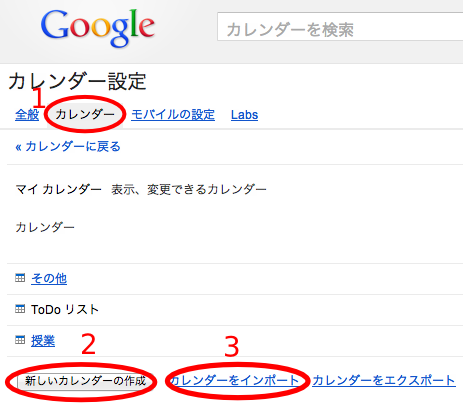 Google カレンダーを検索
カレンダー設定
1
全般 カレンダー モバイルの設定 Labs
« カレンダーに戻る
マイ カレンダー 表示、変更できるカレンダー
カレンダー
その他
ToDo リスト
授業
2 3
新しいカレンダーの作成 カレンダーをインポート カレンダーをエクスポート